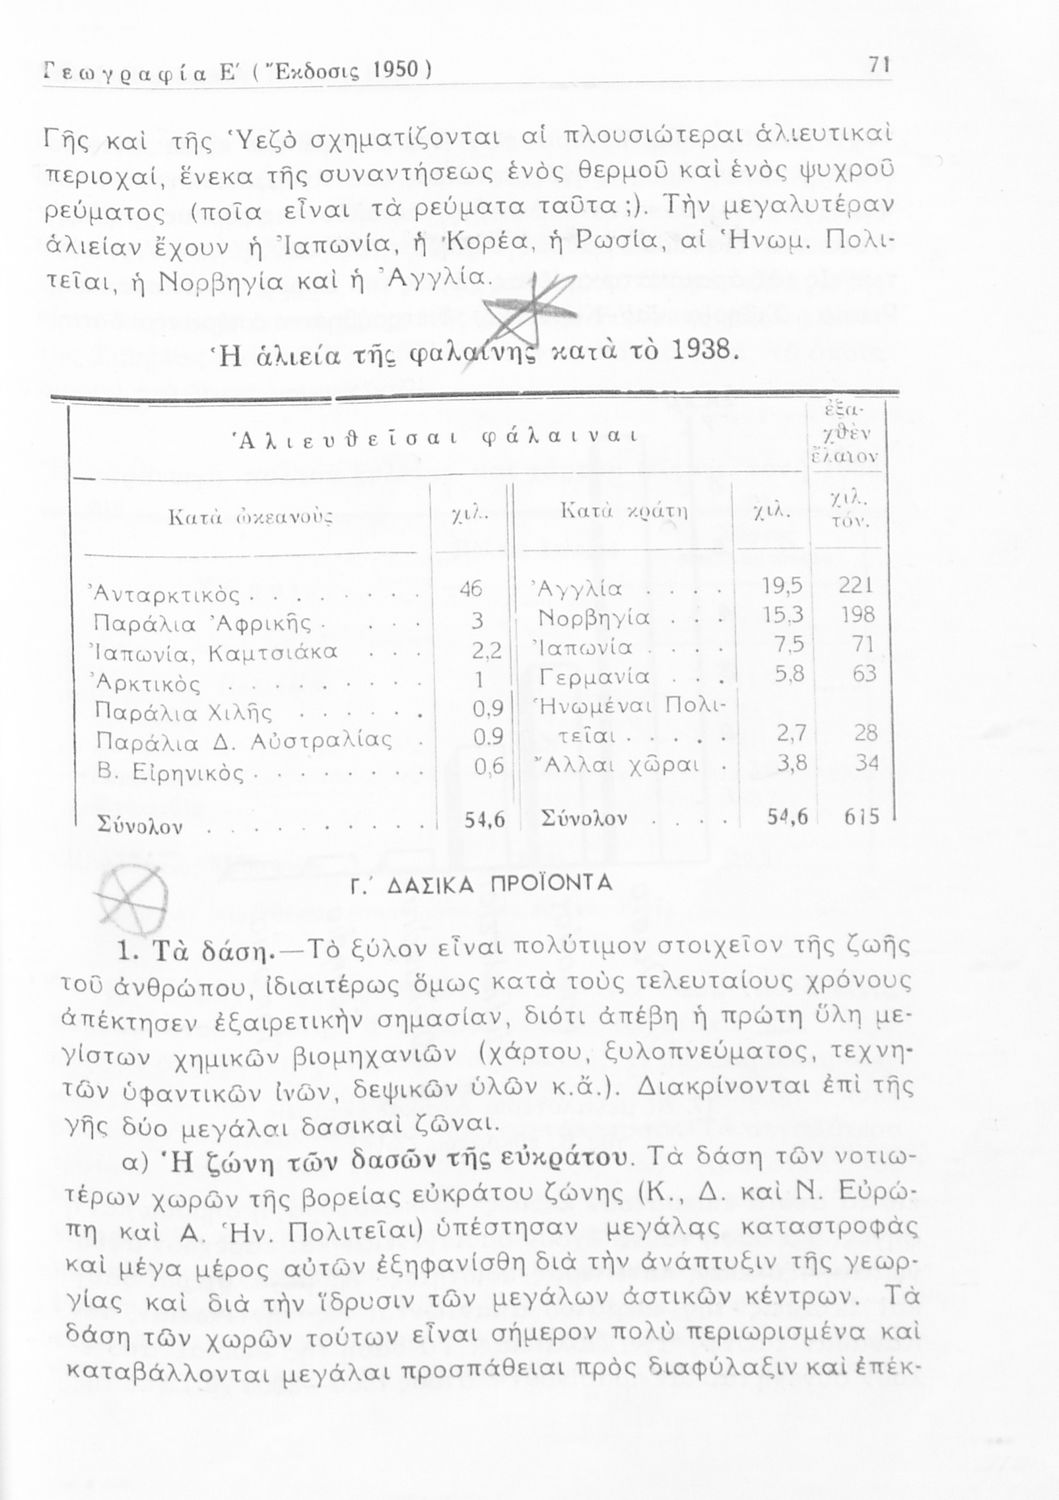 Γεωγραφία Ε΄ (Ἔκδοσις 1950)
71
Γῆς καὶ τῆς Ὑεζὸ σχηματίζονται αἱ πλουσιώτεραι ἁλιευτικαὶ
περιοχαί, ἕνεκα τῆς συναντήσεως ἑνὸς θερμοῦ καὶ ἑνὸς ψυχροῦ
ρεύματος (ποῖα εἶναι τὰ ρεύματα ταῦτα ;). Τὴν μεγαλυτέραν
ἁλιείαν ἔχουν ἡ Ἰαπωνία, ἡ Κορέα, ἡ Ρωσία, αἱ Ἡνωμ. Πολι-
τεῖαι, ἡ Νορβηγία καὶ ἡ Ἀγγλία.
Ἡ ἁλιεία τῆς φαλαίνης κατὰ τὸ 1938.
Ἁλιευθεῖσαι φάλαιναι
ἐξα-
χθὲν
ἔλαιον
Κατὰ ὠκεανοὺς χιλ. Κατὰ κράτη χιλ. χιλ. τόν.
Ἀνταρκτικὸς . . . . . . . . 46 Ἀγγλία . . . . 19,5 221
Παράλια Ἀφρικῆς . . . . 3 Νορβηγία . . . 15,3 198
Ἰαπωνία, Καμτσιάκα . . . 2,2 Ἰαπωνία . . . . 7,5 71
Ἀρκτικὸς . . . . . . . . . 1 Γερμανία . . . 5,8 63
Παράλια Χιλῆς . . . . . . 0,9 Ἡνωμέναι Πολι-
Παράλια Δ. Αὐστραλίας . 0.9 τεῖαι . . . . . 2,7 28
Β. Εἰρηνικὸς . . . . . . . . 0,6 Ἄλλαι χῶραι . 3,8 34
Σύνολον . . . . . . . . . . 54,6 Σύνολον . . . . 54,6 615
Γ.΄ ΔΑΣΙΚΑ ΠΡΟΪΟΝΤΑ
1. Τὰ δάση.—Τὸ ξύλον εἶναι πολύτιμον στοιχεῖον τῆς ζωῆς
τοῦ ἀνθρώπου, ἰδιαιτέρως ὅμως κατὰ τοὺς τελευταίους χρόνους
ἀπέκτησεν ἐξαιρετικὴν σημασίαν, διότι ἀπέβη ἡ πρώτη ὕλη με-
γίστων χημικῶν βιομηχανιῶν (χάρτου, ξυλοπνεύματος, τεχνη-
τῶν ὑφαντικῶν ἰνῶν, δεψικῶν ὑλῶν κ.ἄ.). Διακρίνονται ἐπὶ τῆς
γῆς δύο μεγάλαι δασικαὶ ζῶναι.
α) Ἡ ζώνη τῶν δασῶν τῆς εὐκράτου. Τὰ δάση τῶν νοτιω-
τέρων χωρῶν τῆς βορείας εὐκράτου ζώνης (Κ., Δ. καὶ Ν. Εὐρώ-
πη καὶ Α. Ἡν. Πολιτεῖαι) ὑπέστησαν μεγάλας καταστροφὰς
καὶ μέγα μέρος αὐτῶν ἐξηφανίσθη διὰ τὴν ἀνάπτυξιν τῆς γεωρ-
γίας καὶ διὰ τὴν ἵδρυσιν τῶν μεγάλων ἀστικῶν κέντρων. Τὰ
δάση τῶν χωρῶν τούτων εἶναι σήμερον πολὺ περιωρισμένα καὶ
καταβάλλονται μεγάλαι προσπάθειαι πρὸς διαφύλαξιν καὶ ἐπέκ-